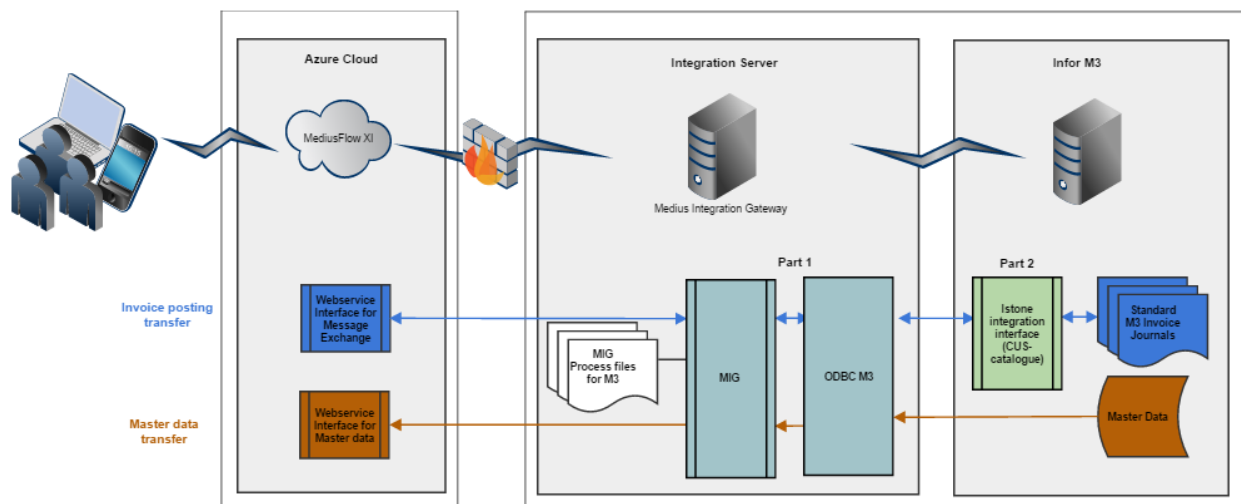 Azure Cloud
MediusFlow XI
Integration Server
Medius Integration Gateway
Infor M3
Part 1
Part 2
Invoice posting
transfer
Webservice
Interface for
Message
Exchange
MIG
Process files
for M3
MIG
ODBC M3
Istone
integration
interface
(CUS-
catalogue)
Standard
M3 Invoice
Journals
Master data
transfer
Webservice
Interface for
Master data
Master Data